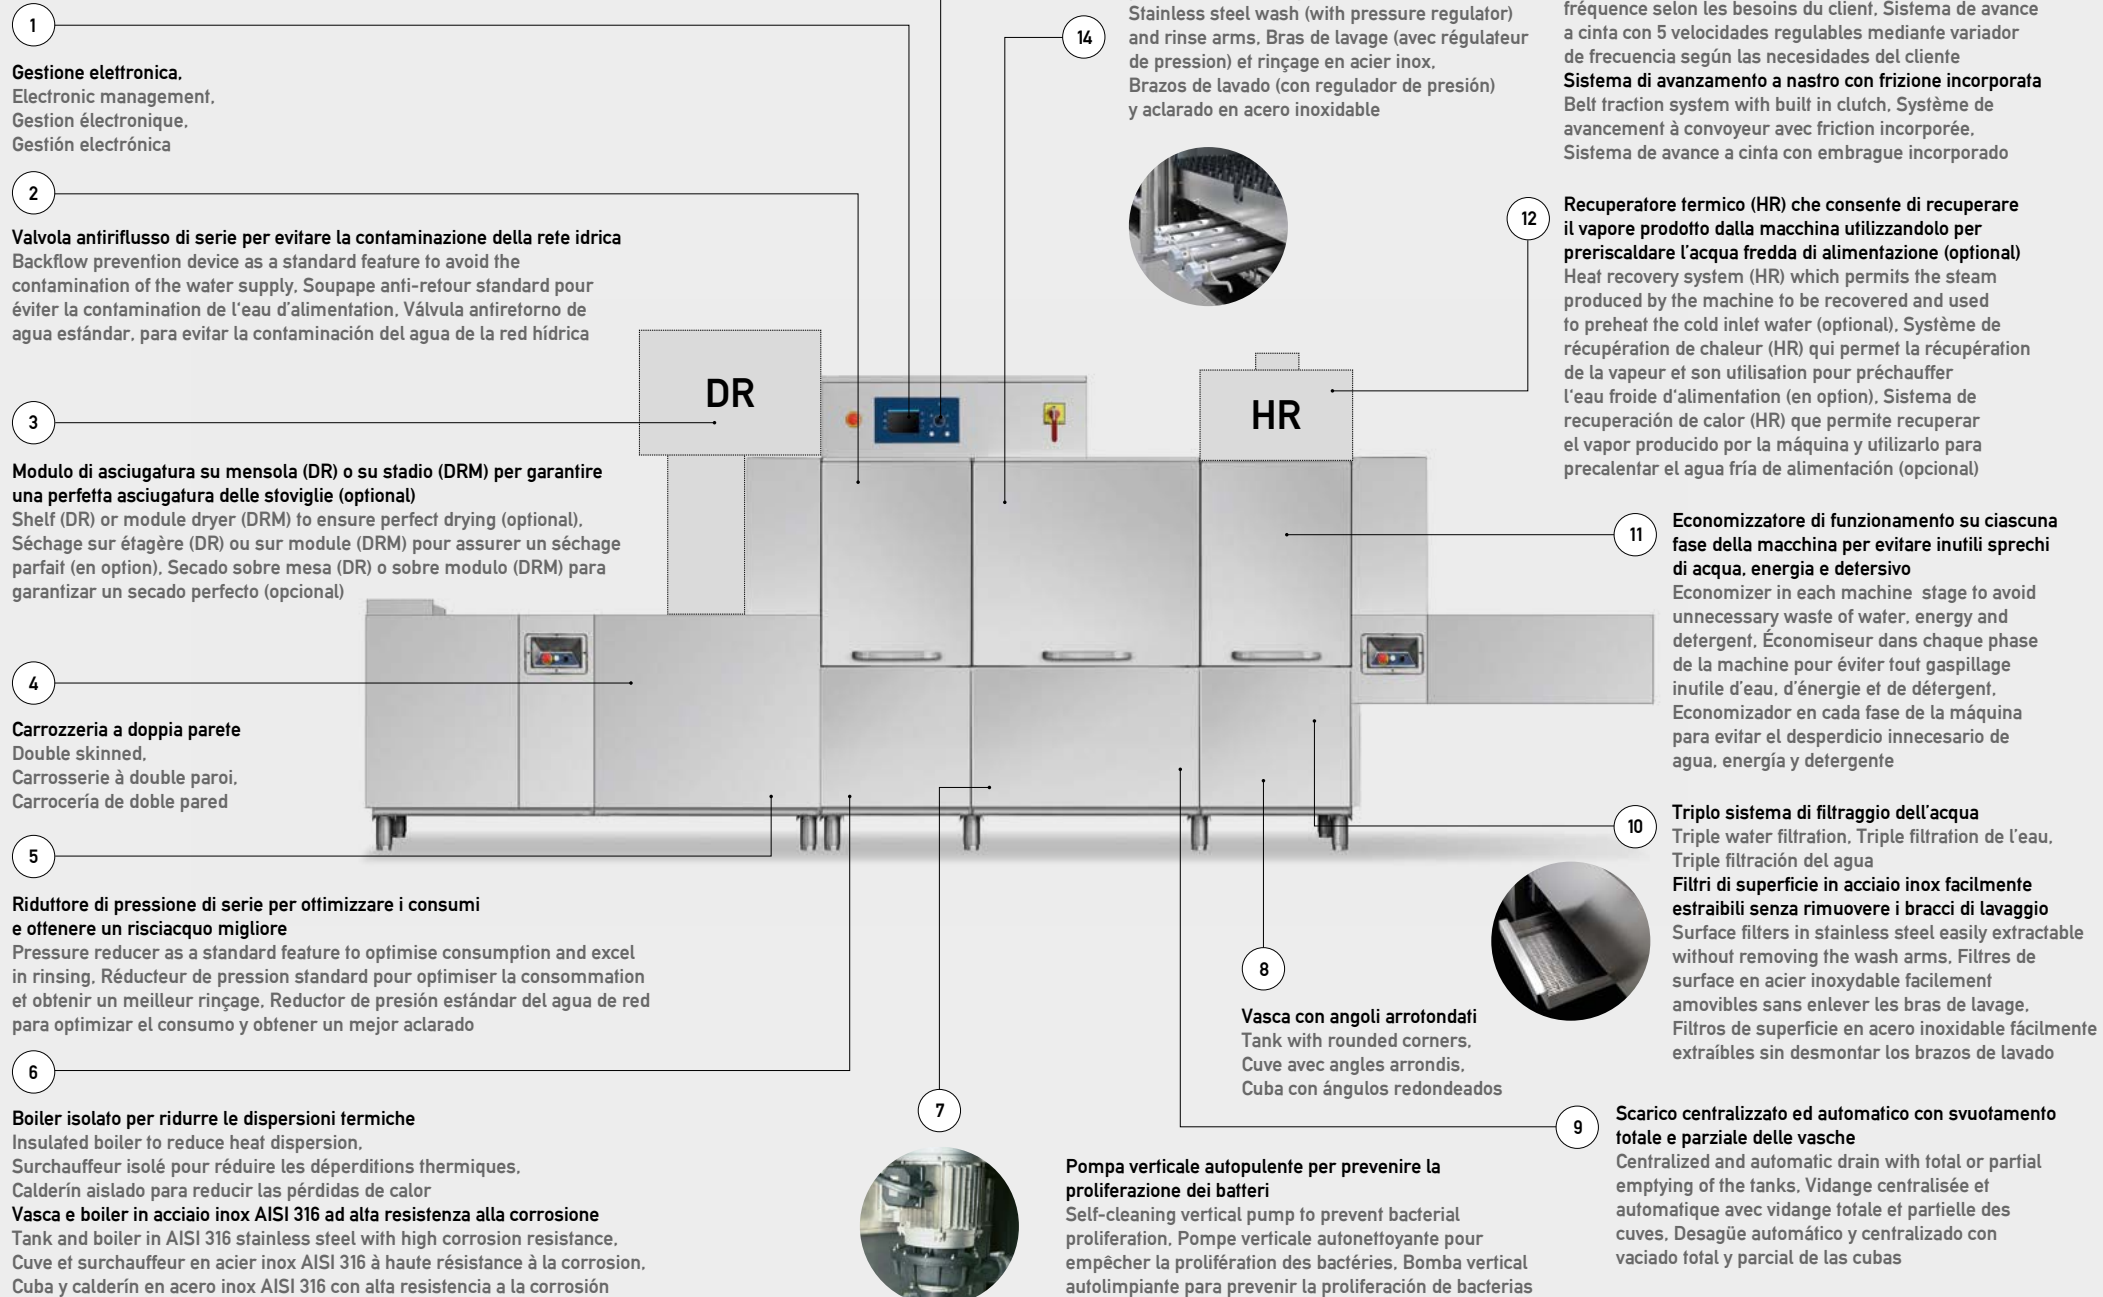 1
Gestione elettronica,
Electronic management,
Gestion électronique,
Gestión electrónica
2
Valvola antiriflusso di serie per evitare la contaminazione della rete idrica
Backflow prevention device as a standard feature to avoid the
contamination of the water supply, Soupape anti-retour standard pour
éviter la contamination de l'eau d'alimentation, Válvula antiretorno de
agua estándar, para evitar la contaminación del agua de la red hídrica
3
Modulo di asciugatura su mensola (DR) o su stadio (DRM) per garantire
una perfetta asciugatura delle stoviglie (optional)
Shelf (DR) or module dryer (DRM) to ensure perfect drying (optional),
Séchage sur étagère (DR) ou sur module (DRM) pour assurer un séchage
parfait (en option), Secado sobre mesa (DR) o sobre modulo (DRM) para
garantizar un secado perfecto (opcional)
4
Carrozzeria a doppia parete
Double skinned,
Carrosserie à double paroi,
Carrocería de doble pared
5
Riduttore di pressione di serie per ottimizzare i consumi
e ottenere un risciacquo migliore
Pressure reducer as a standard feature to optimise consumption and excel
in rinsing, Réducteur de pression standard pour optimiser la consommation
et obtenir un meilleur rinçage, Reductor de presión estándar del agua de red
para optimizar el consumo y obtener un mejor aclarado
6
Boiler isolato per ridurre le dispersioni termiche
Insulated boiler to reduce heat dispersion,
Surchauffeur isolé pour réduire les déperditions thermiques,
Calderín aislado para reducir las pérdidas de calor
Vasca e boiler in acciaio inox AISI 316 ad alta resistenza alla corrosione
Tank and boiler in AISI 316 stainless steel with high corrosion resistance,
Cuve et surchauffeur en acier inox AISI 316 à haute résistance à la corrosion,
Cuba y calderín en acero inox AISI 316 con alta resistencia a la corrosión
DR
HR
14
Stainless steel wash (with pressure regulator)
and rinse arms, Bras de lavage (avec régulateur
de pression) et rinçage en acier inox,
Brazos de lavado (con regulador de presión)
y aclarado en acero inoxidable
fréquence selon les besoins du client, Sistema de avance
a cinta con 5 velocidades regulables mediante variador
de frecuencia según las necesidades del cliente
Sistema di avanzamento a nastro con frizione incorporata
Belt traction system with built in clutch, Système de
avancement à convoyeur avec friction incorporée,
Sistema de avance a cinta con embrague incorporado
12
Recuperatore termico (HR) che consente di recuperare
il vapore prodotto dalla macchina utilizzandolo per
preriscaldare l'acqua fredda di alimentazione (optional)
Heat recovery system (HR) which permits the steam
produced by the machine to be recovered and used
to preheat the cold inlet water (optional), Système de
récupération de chaleur (HR) qui permet la récupération
de la vapeur et son utilisation pour préchauffer
l'eau froide d'alimentation (en option), Sistema de
recuperación de calor (HR) que permite recuperar
el vapor producido por la máquina y utilizarlo para
precalentar el agua fría de alimentación (opcional)
11
Economizzatore di funzionamento su ciascuna
fase della macchina per evitare inutili sprechi
di acqua, energia e detersivo
Economizer in each machine stage to avoid
unnecessary waste of water, energy and
detergent, Économiseur dans chaque phase
de la machine pour éviter tout gaspillage
inutile d'eau, d'énergie et de détergent,
Economizador en cada fase de la máquina
para evitar el desperdicio innecesario de
agua, energía y detergente
10
Triplo sistema di filtraggio dell'acqua
Triple water filtration, Triple filtration de l'eau,
Triple filtración del agua
Filtri di superficie in acciaio inox facilmente
estraibili senza rimuovere i bracci di lavaggio
Surface filters in stainless steel easily extractable
without removing the wash arms, Filtres de
surface en acier inoxydable facilement
amovibles sans enlever les bras de lavage,
Filtros de superficie en acero inoxidable fácilmente
extraíbles sin desmontar los brazos de lavado
8
Vasca con angoli arrotondati
Tank with rounded corners,
Cuve avec angles arrondis,
Cuba con ángulos redondeados
7
Pompa verticale autopulente per prevenire la
proliferazione dei batteri
Self-cleaning vertical pump to prevent bacterial
proliferation, Pompe verticale autonettoyante pour
empêcher la prolifération des bactéries, Bomba vertical
autolimpiante para prevenir la proliferación de bacterias
9
Scarico centralizzato ed automatico con svuotamento
totale e parziale delle vasche
Centralized and automatic drain with total or partial
emptying of the tanks, Vidange centralisée et
automatique avec vidange totale et partielle des
cuves, Desagüe automático y centralizado con
vaciado total y parcial de las cubas